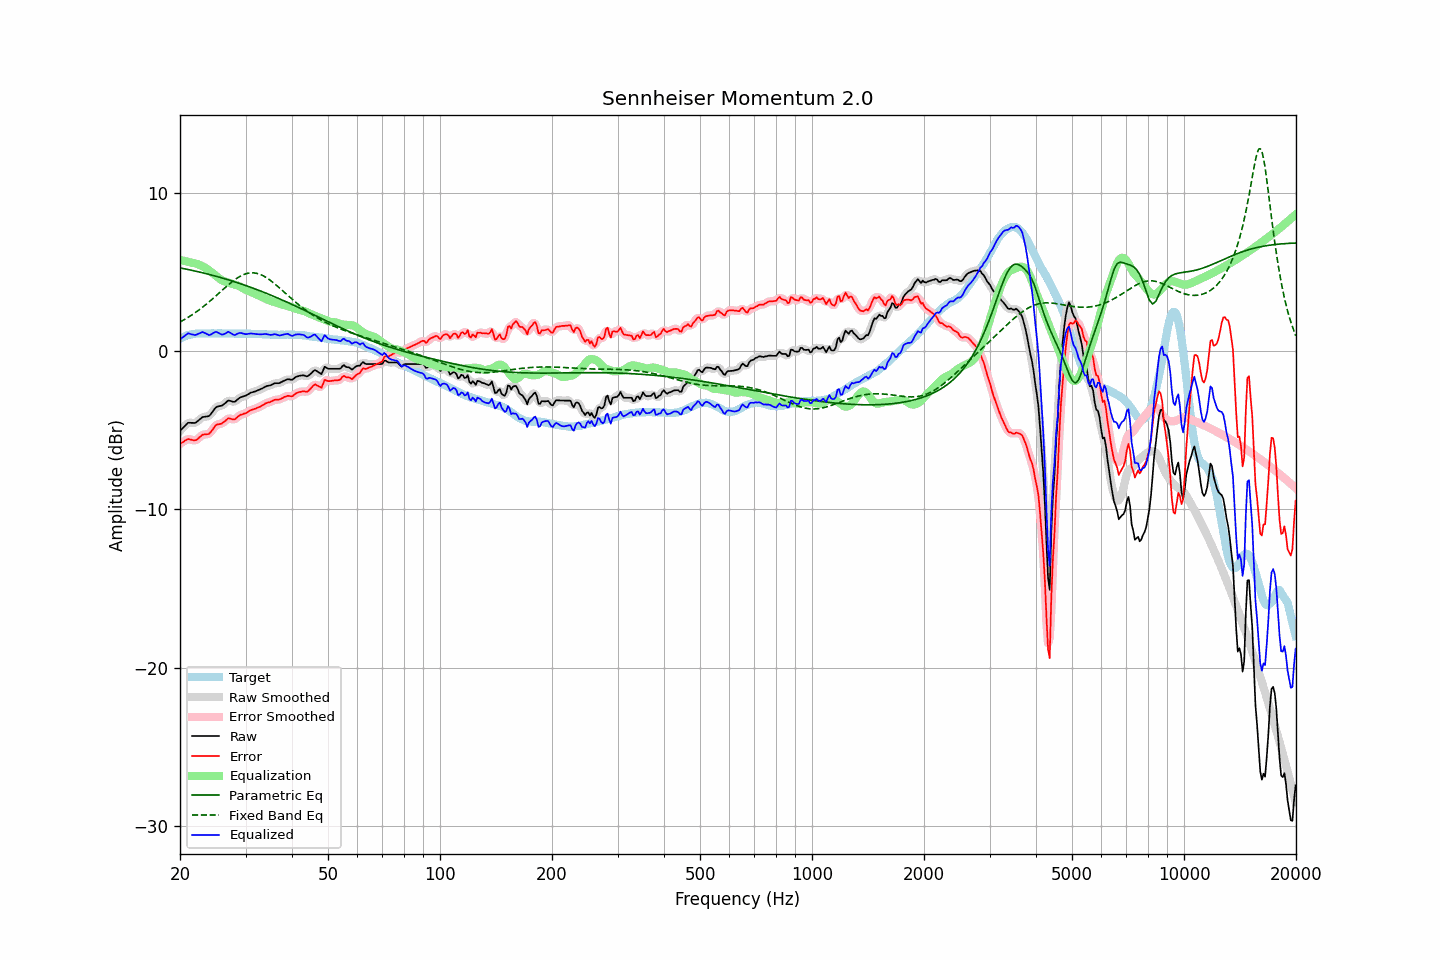 Sennheiser Momentum 2.0
10
0
−10
−20
−30
Amplitude (dBr)
Target
Raw Smoothed
Error Smoothed
Raw
Error
Equalization
Parametric Eq
Fixed Band Eq
Equalized
20 50 100 200 500 1000 2000 5000 10000 20000
Frequency (Hz)